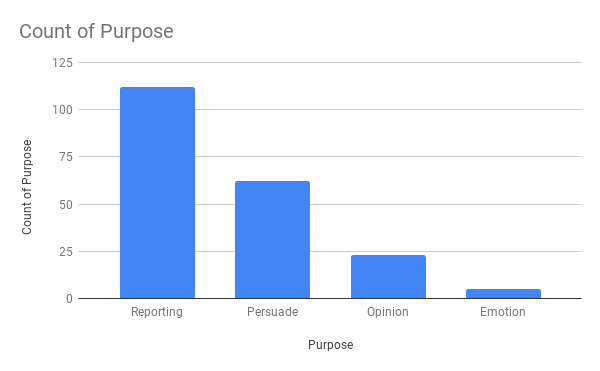 Count of Purpose
125
100
75
50
25
0
Count of Purpose
Reporting
Persuade
Opinion
Emotion
Purpose